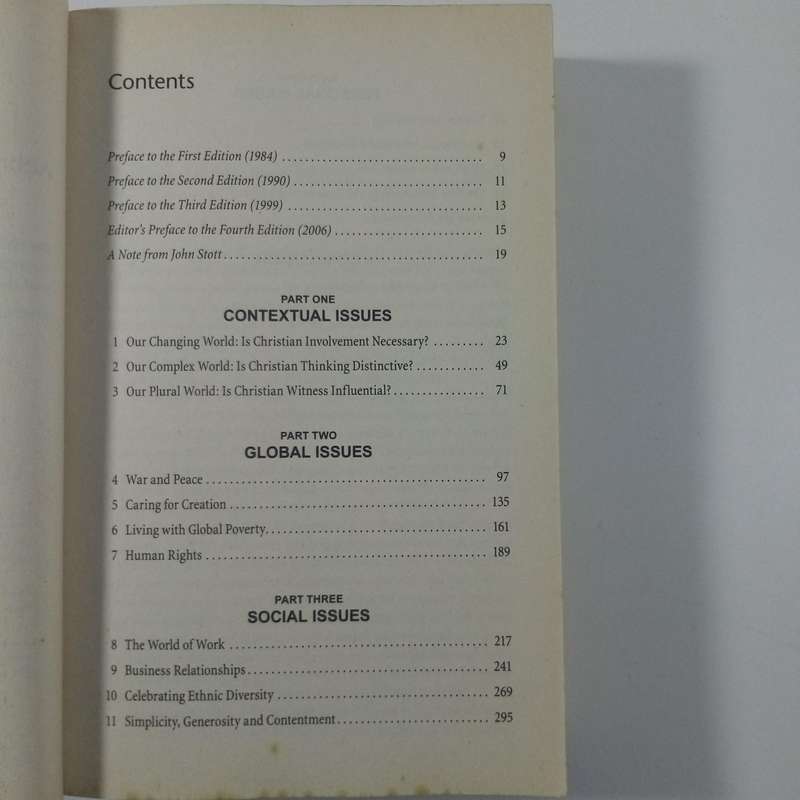 Contents
Preface to the First Edition (1984) .................................. 9
Preface to the Second Edition (1990) ................................ 11
Preface to the Third Edition (1999) ................................. 13
Editor's Preface to the Fourth Edition (2006) ......................... 15
A Note from John Stott ............................................ 19
PART ONE
CONTEXTUAL ISSUES
1 Our Changing World: Is Christian Involvement Necessary? ......... 23
2 Our Complex World: Is Christian Thinking Distinctive? ............ 49
3 Our Plural World: Is Christian Witness Influential? ................ 71
PART TWO
GLOBAL ISSUES
4 War and Peace ................................................ 97
5 Caring for Creation ............................................ 135
6 Living with Global Poverty ...................................... 161
7 Human Rights ................................................ 189
PART THREE
SOCIAL ISSUES
8 The World of Work ............................................ 217
9 Business Relationships ......................................... 241
10 Celebrating Ethnic Diversity .................................... 269
11 Simplicity, Generosity and Contentment .......................... 295